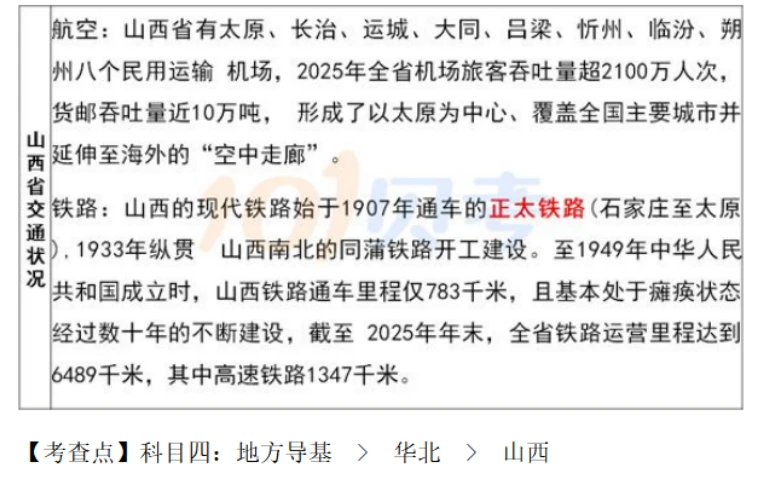 航空：山西省有太原、长治、运城、大同、吕梁、忻州、临汾、朔
州八个民用运输 机场，2025年全省机场旅客吞吐量超2100万人次，
货邮吞吐量近10万吨， 形成了以太原为中心、覆盖全国主要城市并
延伸至海外的“空中走廊”。
山西省交通状况
铁路：山西的现代铁路始于1907年通车的正太铁路(石家庄至太原
),1933年纵贯 山西南北的同蒲铁路开工建设。至1949年中华人民
共和国成立时，山西铁路通车里程仅783千米，且基本处于瘫痪状态
经过数十年的不断建设，截至 2025年年末，全省铁路运营里程达到
6489千米，其中高速铁路1347千米。
101贝考
【考查点】科目四：地方导基 > 华北 > 山西